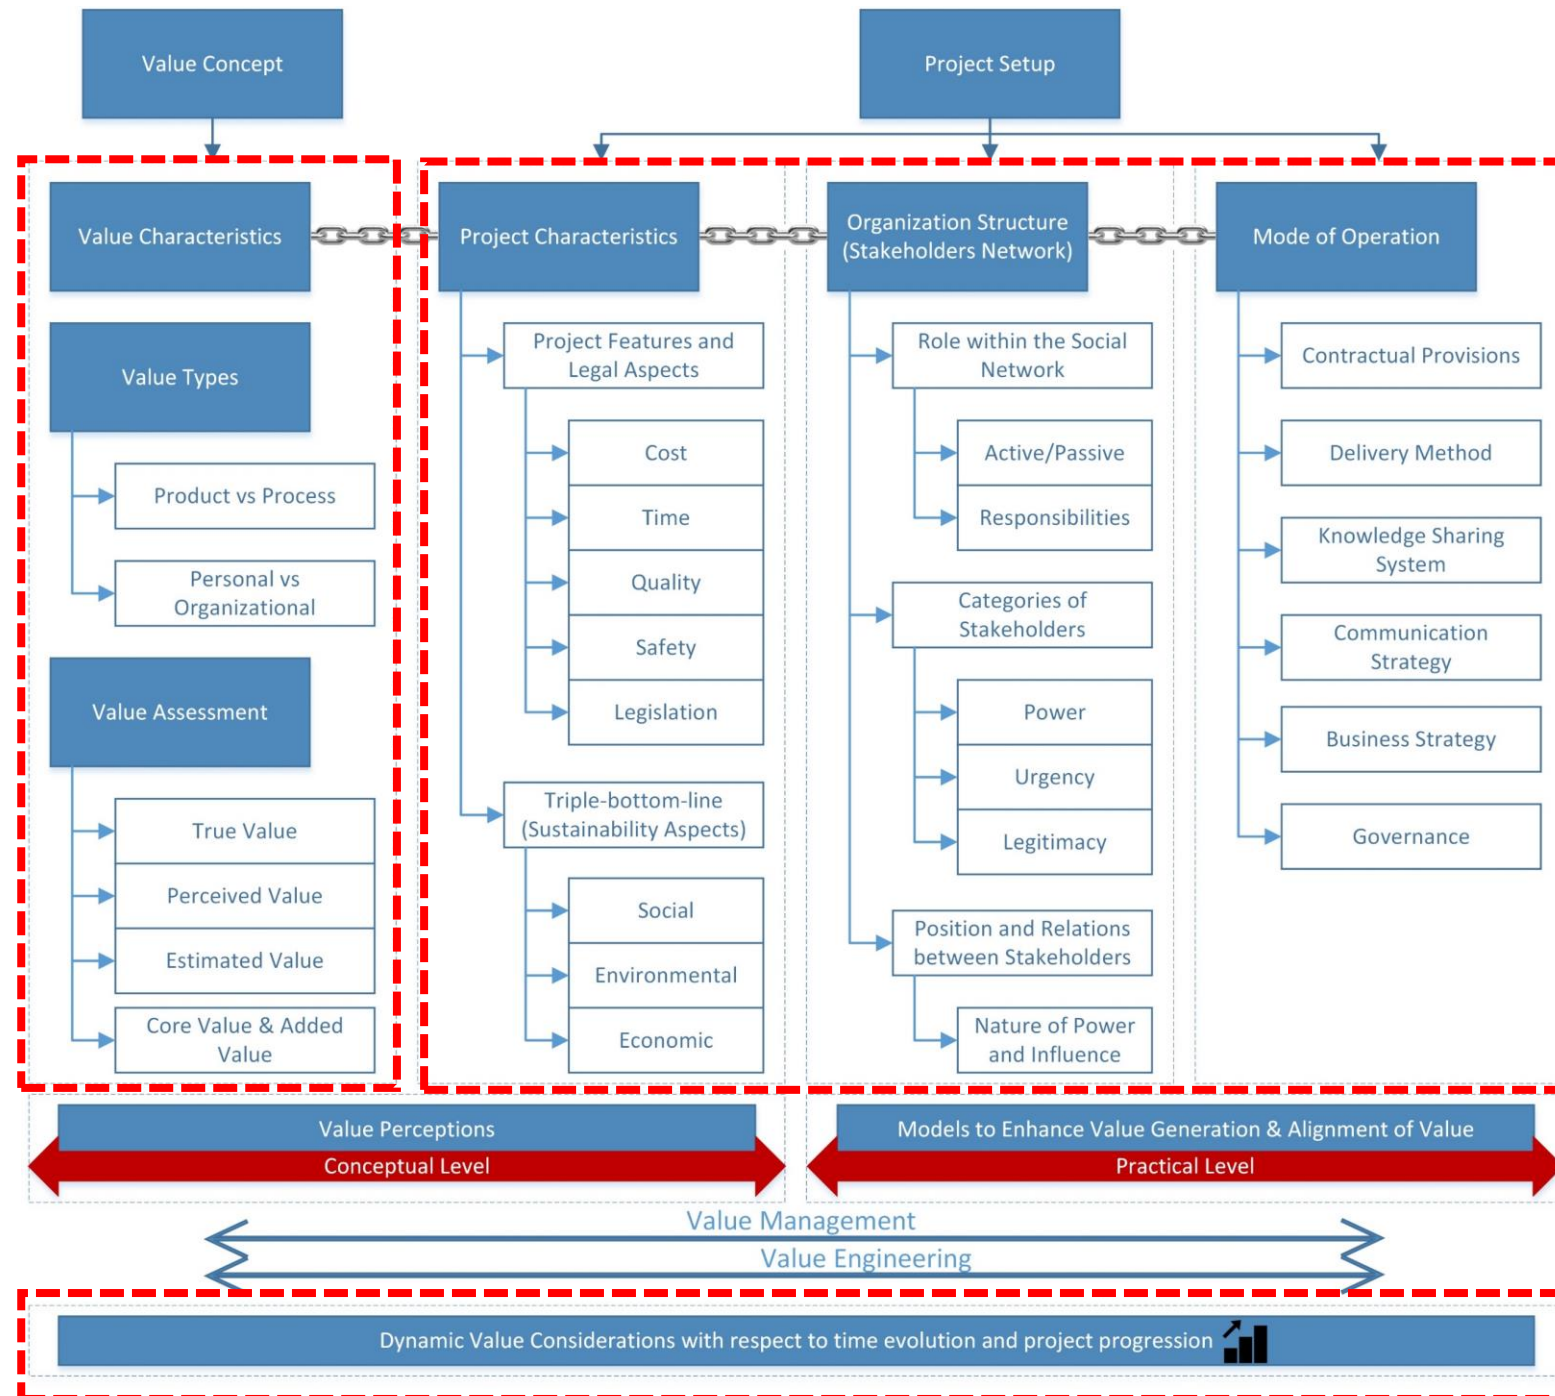 Value Concept
Project Setup
Value Characteristics
Value Types
Product vs Process
Personal vs
Organizational
Value Assessment
True Value
Perceived Value
Estimated Value
Core Value & Added
Value
Project Characteristics
Project Features and
Legal Aspects
Cost
Time
Quality
Safety
Legislation
Triple-bottom-line
(Sustainability Aspects)
Social
Environmental
Economic
Organization Structure
(Stakeholders Network)
Role within the Social
Network
Active/Passive
Responsibilities
Categories of
Stakeholders
Power
Urgency
Legitimacy
Position and Relations
between Stakeholders
Nature of Power
and Influence
Mode of Operation
Contractual Provisions
Delivery Method
Knowledge Sharing
System
Communication
Strategy
Business Strategy
Governance
Value Perceptions
Conceptual Level
Models to Enhance Value Generation & Alignment of Value
Practical Level
Value Management
Value Engineering
Dynamic Value Considerations with respect to time evolution and project progression